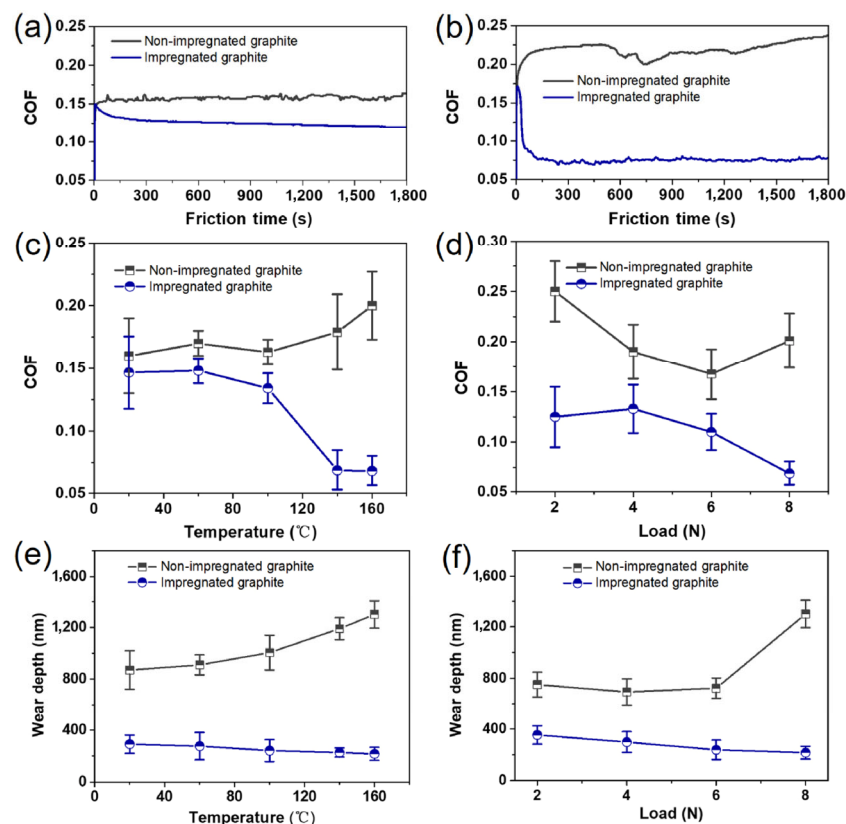 (a)
Non-impregnated graphite
Impregnated graphite
COF
0.25
0.20
0.15
0.10
0.05
0 300 600 900 1,200 1,500 1,800
Friction time (s)
(b)
Non-impregnated graphite
Impregnated graphite
COF
0.25
0.20
0.15
0.10
0.05
0 300 600 900 1,200 1,500 1,800
Friction time (s)
(c)
Non-impregnated graphite
Impregnated graphite
COF
0.25
0.20
0.15
0.10
0.05
0 40 80 120 160
Temperature (℃)
(d)
Non-impregnated graphite
Impregnated graphite
COF
0.30
0.25
0.20
0.15
0.10
0.05
2 4 6 8
Load (N)
(e)
Non-impregnated graphite
Impregnated graphite
Wear depth (nm)
1,600
1,200
800
400
0
0 40 80 120 160
Temperature (℃)
(f)
Non-impregnated graphite
Impregnated graphite
Wear depth (nm)
1,600
1,200
800
400
0
2 4 6 8
Load (N)